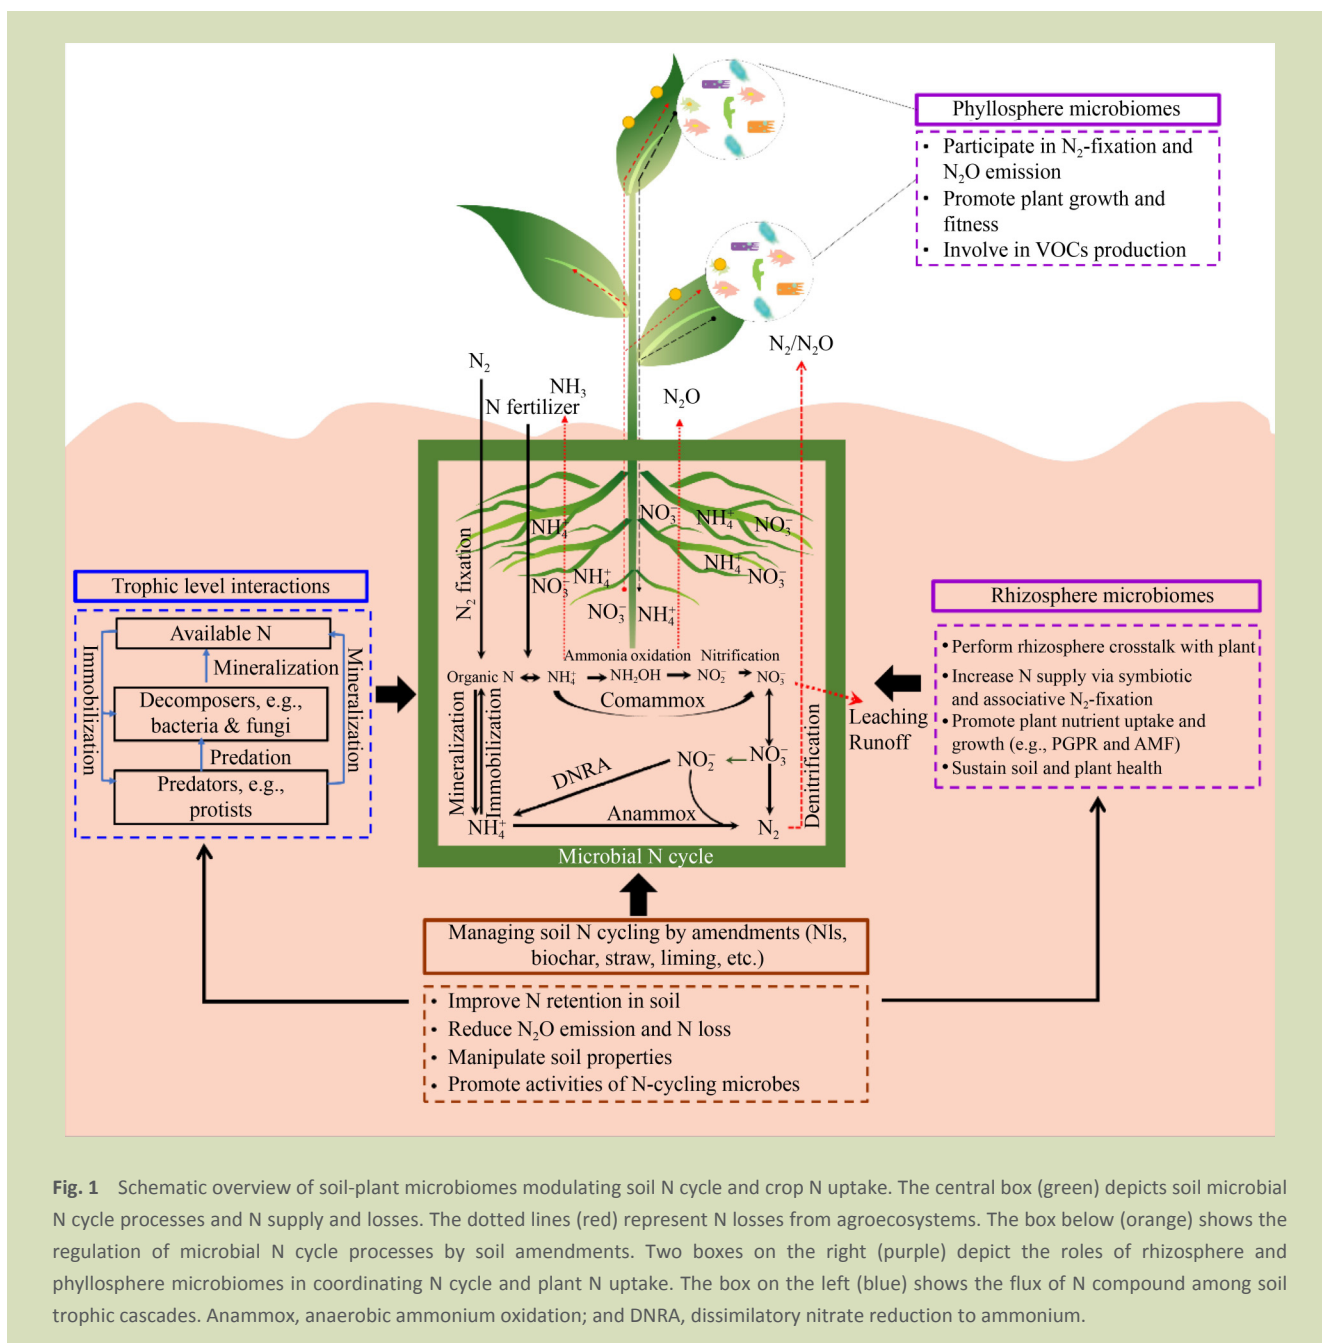 Phyllosphere microbiomes
• Participate in N₂-fixation and
N₂O emission
• Promote plant growth and
fitness
• Involve in VOCs production
N₂/N₂O
N₂
NH₃
N fertilizer
N₂O
NO₃⁻
NH₄⁺
NH₄⁺
NO₃⁻
NH₄⁺
NH₄⁺
NO₃⁻
NO₃⁻
NO₃⁻
NH₄⁺
N₂ fixation
Trophic level interactions
Available N
Mineralization
Decomposers, e.g.,
bacteria & fungi
Predation
Predators, e.g.,
protists
Immobilization
Mineralization
Ammonia oxidation Nitrification
Organic N NH₄⁺ NH₂OH NO₂⁻ NO₃⁻
Comammox
Mineralization
Immobilization
DNRA
NO₂⁻ NO₃⁻
Anammox
NH₄⁺ N₂
Denitrification
Leaching
Runoff
Microbial N cycle
Rhizosphere microbiomes
• Perform rhizosphere crosstalk with plant
• Increase N supply via symbiotic
and associative N₂-fixation
• Promote plant nutrient uptake and
growth (e.g., PGPR and AMF)
• Sustain soil and plant health
Managing soil N cycling by amendments (Nls,
biochar, straw, liming, etc.)
• Improve N retention in soil
• Reduce N₂O emission and N loss
• Manipulate soil properties
• Promote activities of N-cycling microbes
Fig. 1 Schematic overview of soil-plant microbiomes modulating soil N cycle and crop N uptake. The central box (green) depicts soil microbial
N cycle processes and N supply and losses. The dotted lines (red) represent N losses from agroecosystems. The box below (orange) shows the
regulation of microbial N cycle processes by soil amendments. Two boxes on the right (purple) depict the roles of rhizosphere and
phyllosphere microbiomes in coordinating N cycle and plant N uptake. The box on the left (blue) shows the flux of N compound among soil
trophic cascades. Anammox, anaerobic ammonium oxidation; and DNRA, dissimilatory nitrate reduction to ammonium.